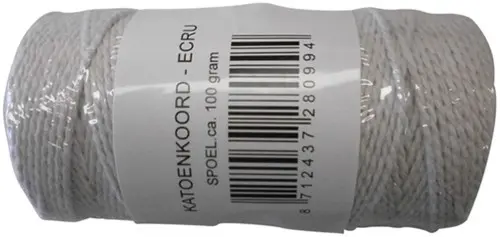 KATOENKOORD - ECRU
SPOEL.ca. 100 gram
8 712437 280994